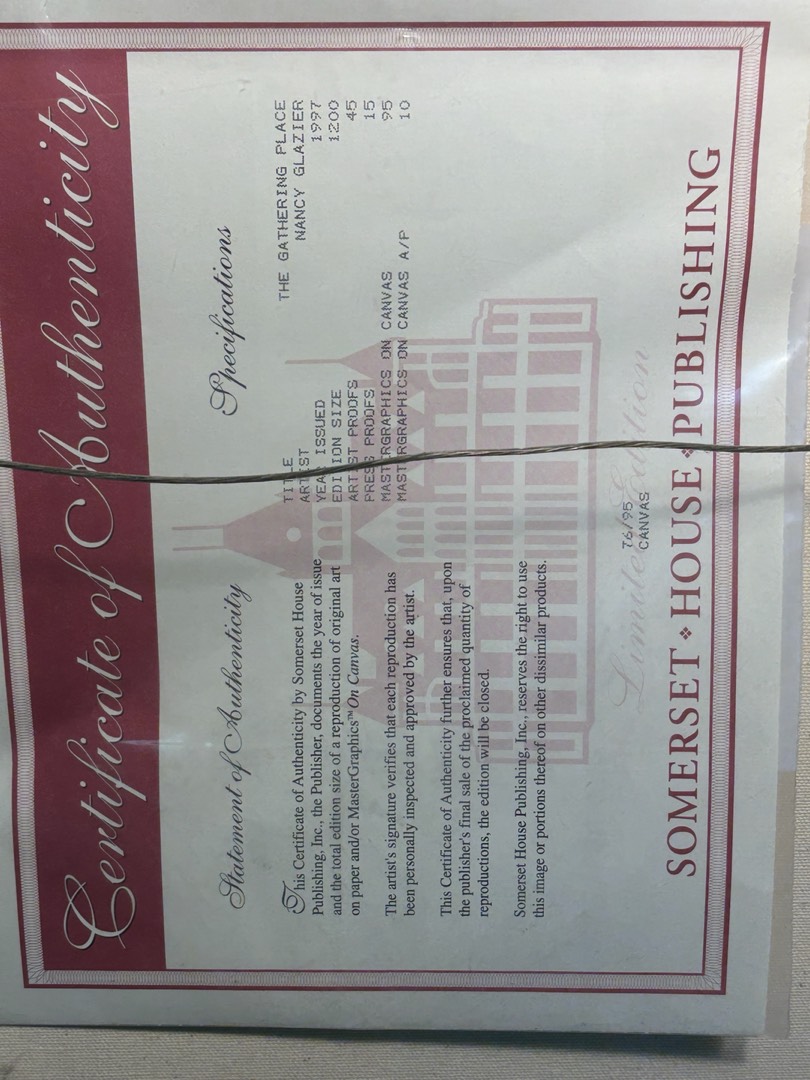 Certificate of Authenticity
Statement of Authenticity
This Certificate of Authenticity by Somerset House
Publishing, Inc., the Publisher, documents the year of issue
and the total edition size of a reproduction of original art
on paper and/or MasterGraphics™ On Canvas.
The artist's signature verifies that each reproduction has
been personally inspected and approved by the artist.
This Certificate of Authenticity further ensures that, upon
the publisher's final sale of the proclaimed quantity of
reproductions, the edition will be closed.
Somerset House Publishing, Inc., reserves the right to use
this image or portions thereof on other dissimilar products.
Specifications
TITLE THE GATHERING PLACE
ARTIST NANCY GLAZIER
YEAR ISSUED 1997
EDITION SIZE 1200
ARTIST PROOFS 45
PRESS PROOFS 15
MASTERGRAPHICS ON CANVAS 95
MASTERGRAPHICS ON CANVAS A/P 10
Limited Edition
76/95
CANVAS
SOMERSET HOUSE PUBLISHING